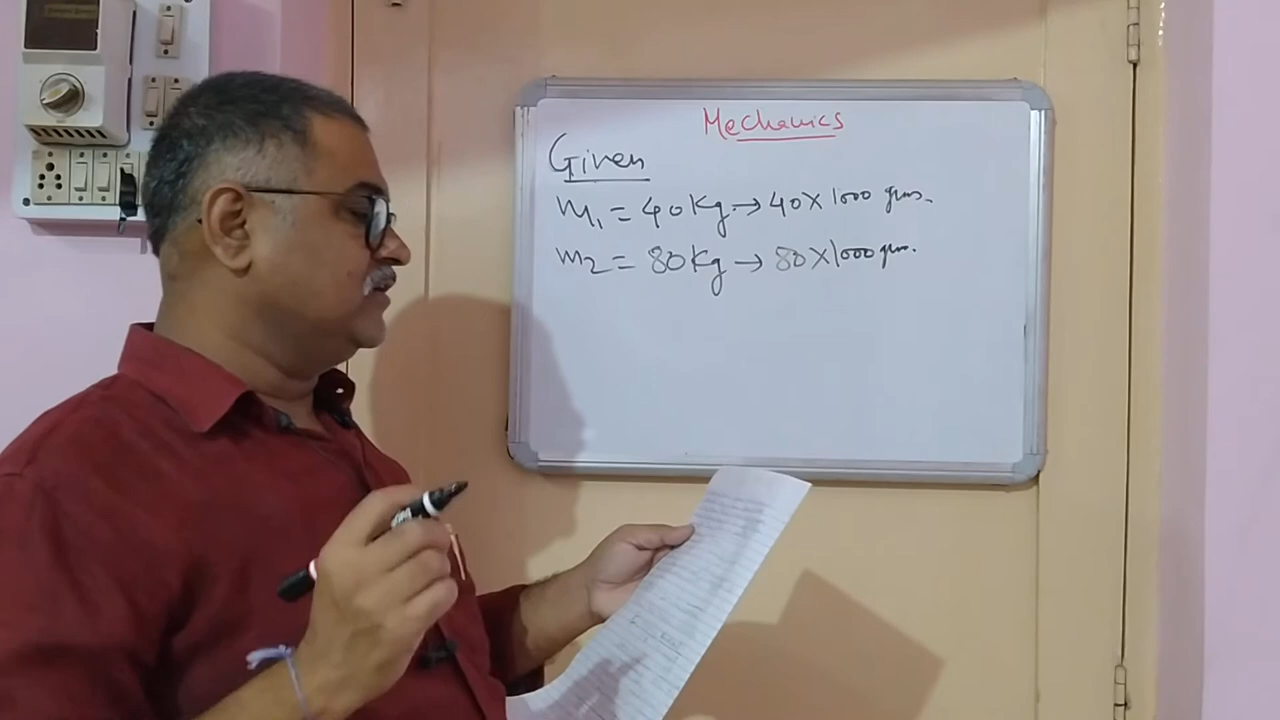 Mechanics
Given
m₁ = 40 Kg → 40 X 1000 gms.
m₂ = 80 Kg → 80 X 1000 gm.